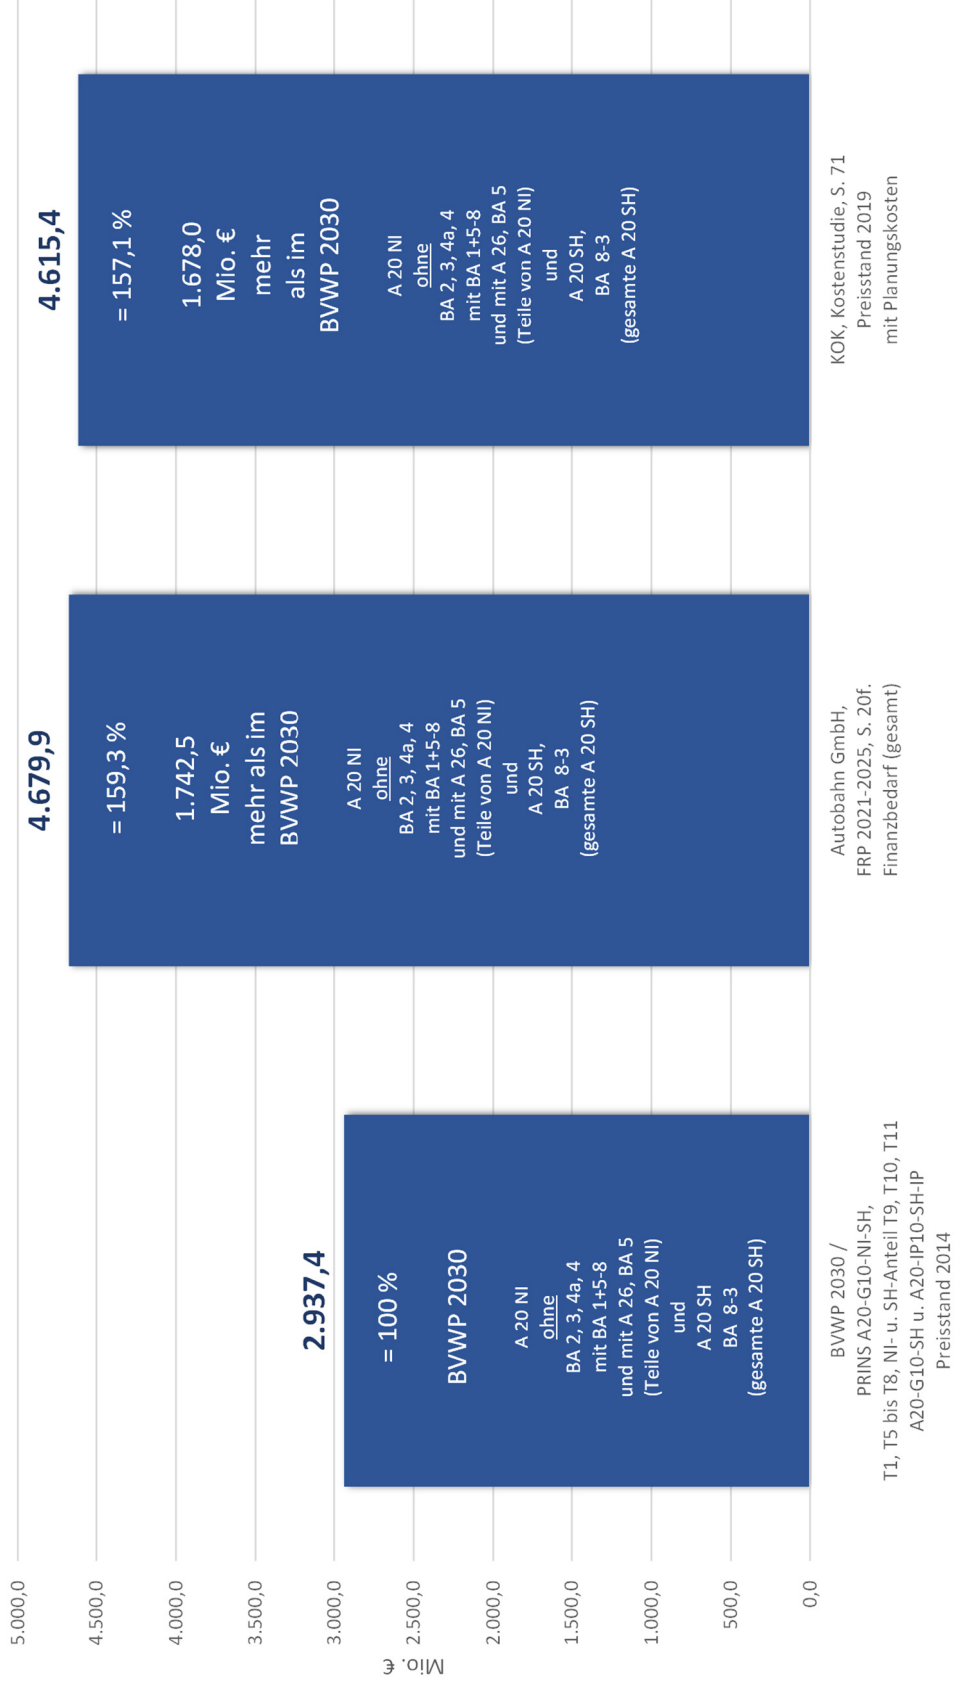 Mio. €
5.000,0
4.500,0
4.000,0
3.500,0
3.000,0
2.500,0
2.000,0
1.500,0
1.000,0
500,0
0,0
2.937,4
= 100 %
BVWP 2030
A 20 NI
ohne
BA 2, 3, 4a, 4
mit BA 1+5-8
und mit A 26, BA 5
(Teile von A 20 NI)
und
A 20 SH
BA 8-3
(gesamte A 20 SH)
BVWP 2030 /
PRINS A20-G10-NI-SH,
T1, T5 bis T8, NI- u. SH-Anteil T9, T10, T11
A20-G10-SH u. A20-IP10-SH-IP
Preisstand 2014
4.679,9
= 159,3 %
1.742,5
Mio. €
mehr als im
BVWP 2030
A 20 NI
ohne
BA 2, 3, 4a, 4
mit BA 1+5-8
und mit A 26, BA 5
(Teile von A 20 NI)
und
A 20 SH,
BA 8-3
(gesamte A 20 SH)
Autobahn GmbH,
FRP 2021-2025, S. 20f.
Finanzbedarf (gesamt)
4.615,4
= 157,1 %
1.678,0
Mio. €
mehr
als im
BVWP 2030
A 20 NI
ohne
BA 2, 3, 4a, 4
mit BA 1+5-8
und mit A 26, BA 5
(Teile von A 20 NI)
und
A 20 SH,
BA 8-3
(gesamte A 20 SH)
KOK, Kostenstudie, S. 71
Preisstand 2019
mit Planungskosten